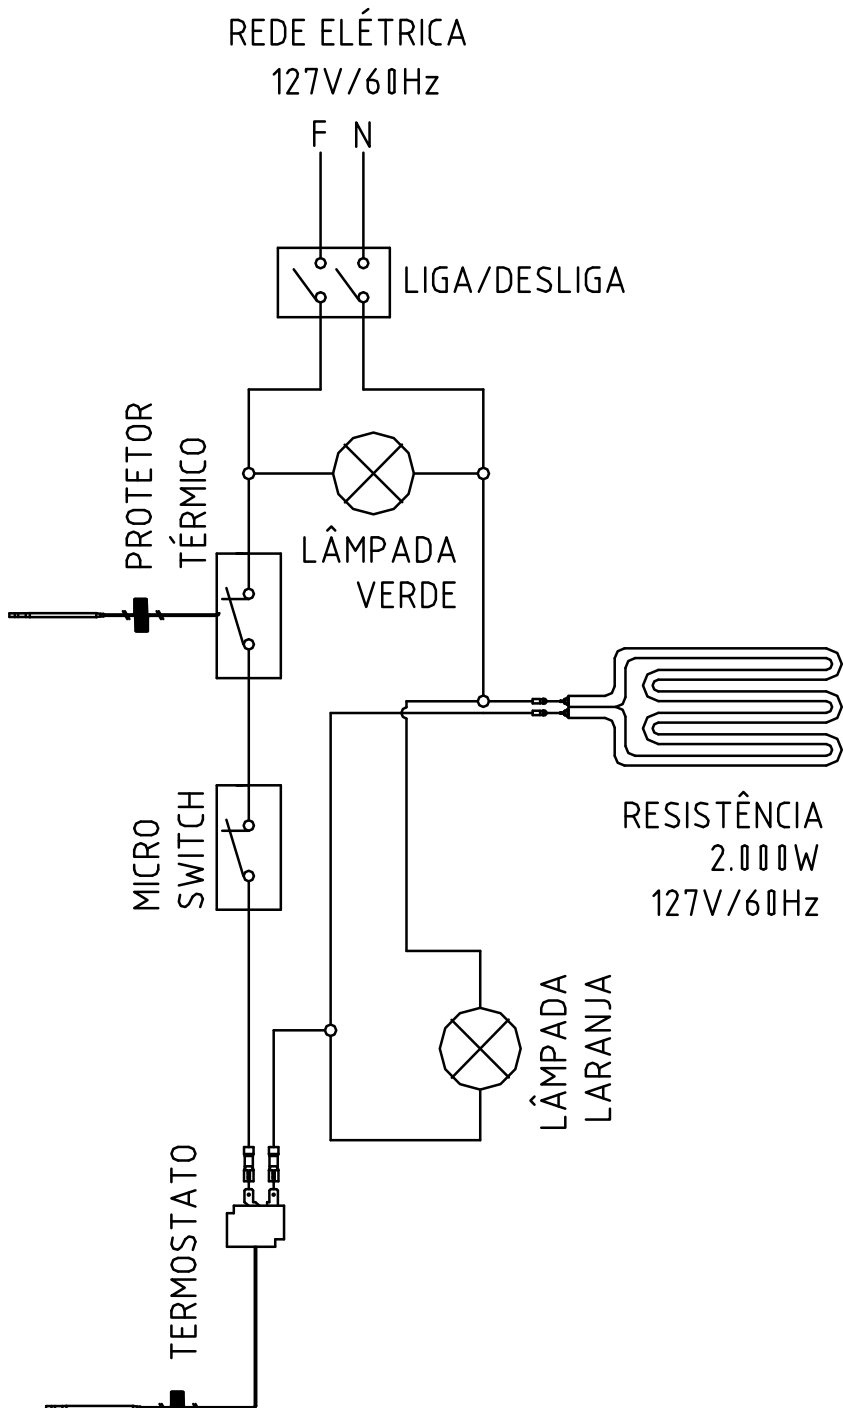 REDE ELÉTRICA
127V/60Hz
F N
LIGA/DESLIGA
PROTETOR
TÉRMICO
LÂMPADA
VERDE
MICRO
SWITCH
RESISTÊNCIA
2.000W
127V/60Hz
LÂMPADA
LARANJA
TERMOSTATO